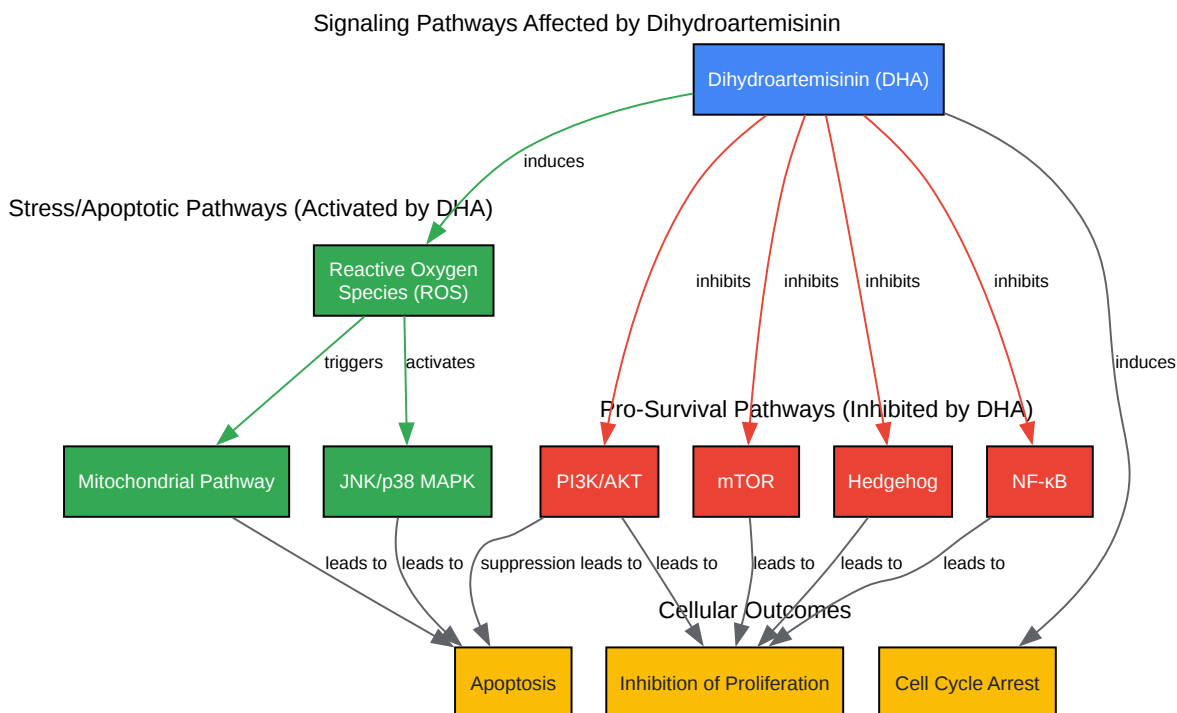 Signaling Pathways Affected by Dihydroartemisinin
Dihydroartemisinin (DHA)
induces
Stress/Apoptotic Pathways (Activated by DHA)
Reactive Oxygen
Species (ROS)
inhibits
inhibits
inhibits
inhibits
triggers
activates
induces
Pro-Survival Pathways (Inhibited by DHA)
Mitochondrial Pathway
JNK/p38 MAPK
PI3K/AKT
mTOR
Hedgehog
NF-κB
leads to
leads to
suppression leads to
leads to
leads to
leads to
leads to
Cellular Outcomes
Apoptosis
Inhibition of Proliferation
Cell Cycle Arrest